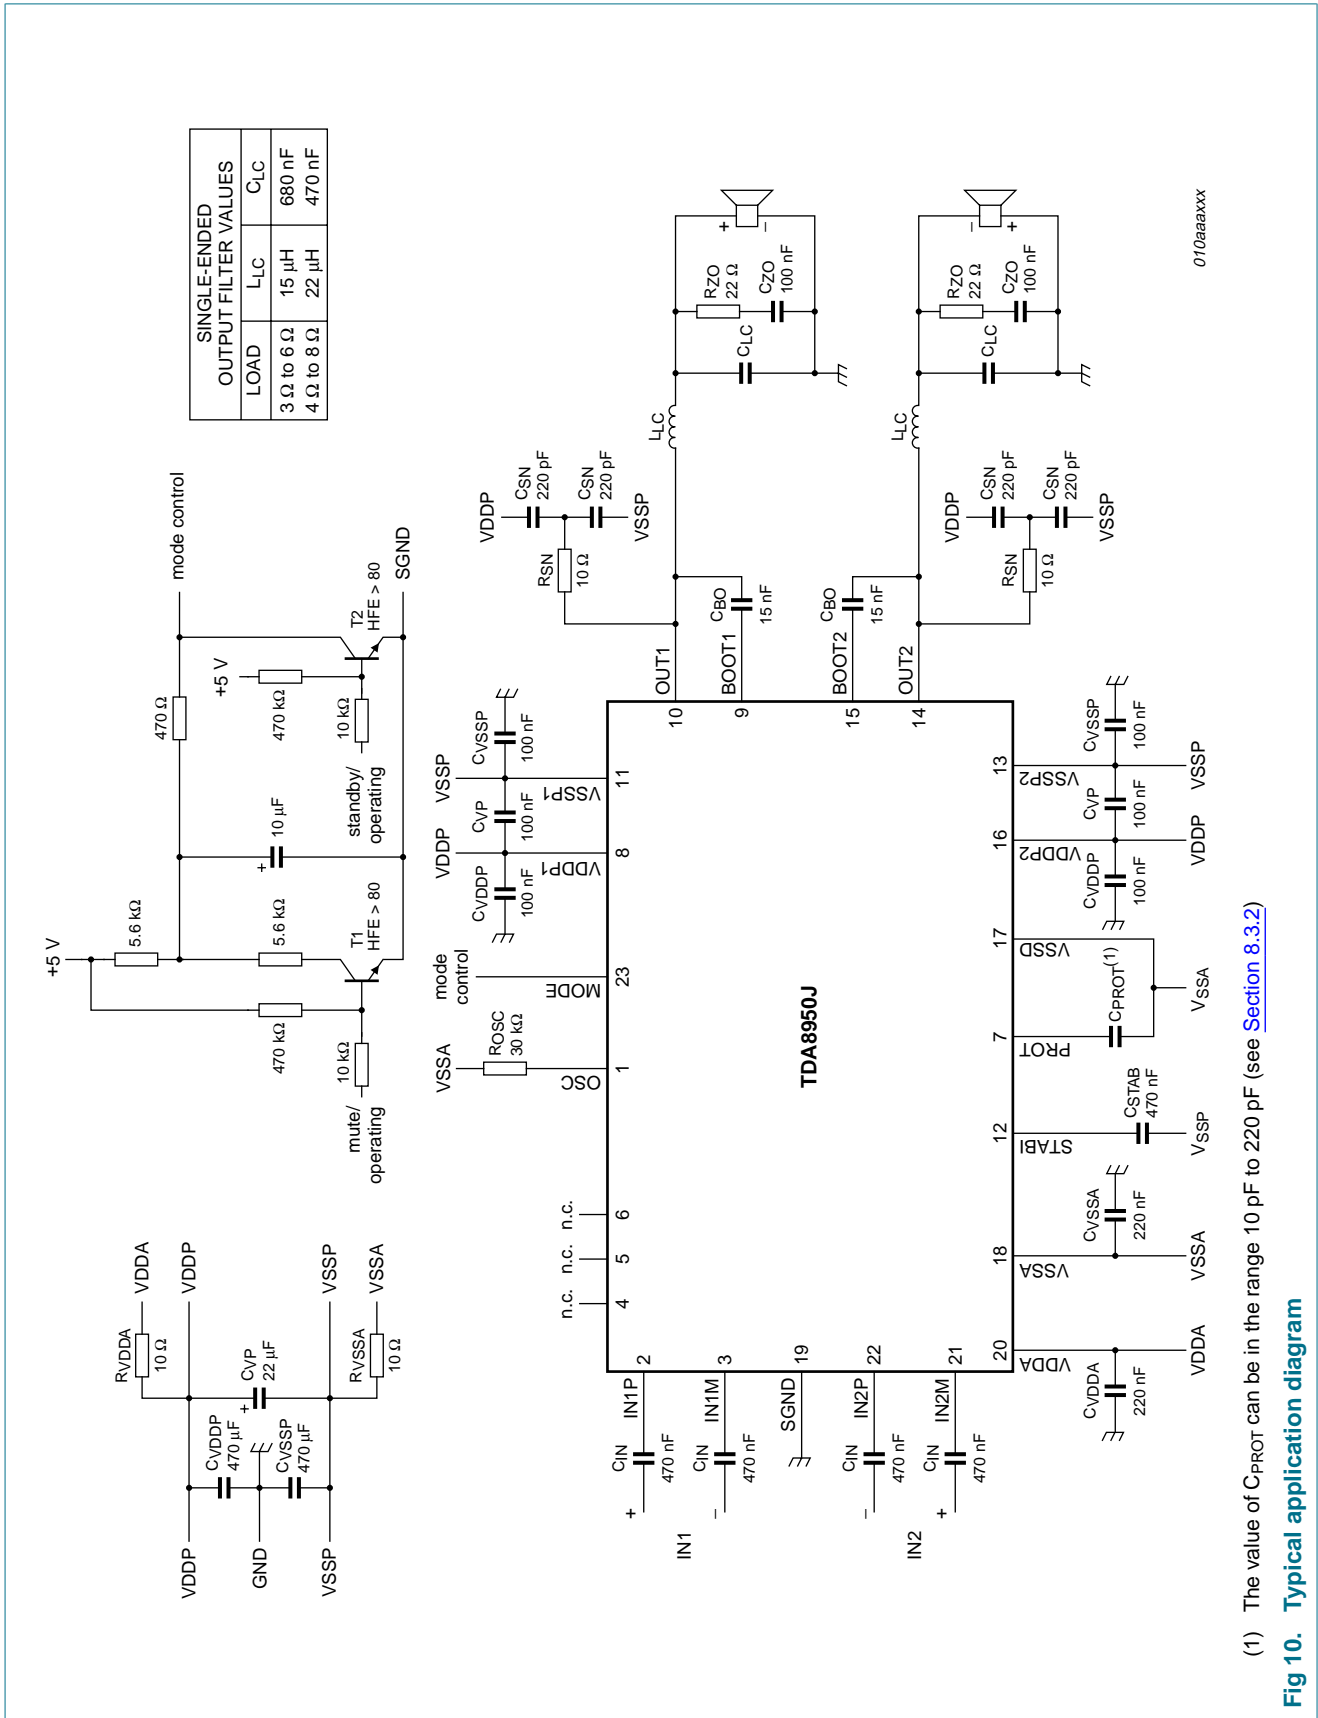 VDDP
GND
VSSP
CVDDP
470 μF
CVSSP
470 μF
RVDDA
10 Ω
CVP
22 μF
+
RVSSA
10 Ω
VDDA
VDDP
VSSP
VSSA
+5 V
5.6 kΩ
470 Ω
mode control
470 kΩ
5.6 kΩ
+
10 μF
+5 V
470 kΩ
10 kΩ
mute/
operating
T1
HFE > 80
standby/
operating
10 kΩ
T2
HFE > 80
SGND
SINGLE-ENDED
OUTPUT FILTER VALUES
LOAD LLC CLC
3 Ω to 6 Ω 15 μH 680 nF
4 Ω to 8 Ω 22 μH 470 nF
VSSA
ROSC
30 kΩ
mode
control
VDDP
VSSP
CVDDP
100 nF
CVP
100 nF
CVSSP
100 nF
n.c.
n.c.
n.c.
4
5
6
1
OSC
23
MODE
8
VDDP1
11
VSSP1
IN1
+
CIN
470 nF
IN1P
2
−
CIN
470 nF
IN1M
3
SGND
19
IN2
−
CIN
470 nF
IN2P
22
+
CIN
470 nF
IN2M
21
TDA8950J
10
OUT1
9
BOOT1
15
BOOT2
14
OUT2
RSN
10 Ω
VDDP
CSN
220 pF
CSN
220 pF
VSSP
CBO
15 nF
LLC
CLC
RZO
22 Ω
CZO
100 nF
+
−
CBO
15 nF
VDDP
RSN
10 Ω
CSN
220 pF
CSN
220 pF
VSSP
LLC
CLC
RZO
22 Ω
CZO
100 nF
−
+
20
VDDA
18
VSSA
12
STABI
7
PROT
17
VSSD
16
VDDP2
13
VSSP2
CVDDA
220 nF
VDDA
CVSSA
220 nF
VSSA
CSTAB
470 nF
VSSP
CPROT(1)
VSSA
CVDDP
100 nF
CVP
100 nF
CVSSP
100 nF
VDDP
VSSP
010aaaxxx
(1) The value of CPROT can be in the range 10 pF to 220 pF (see Section 8.3.2)
Fig 10. Typical application diagram